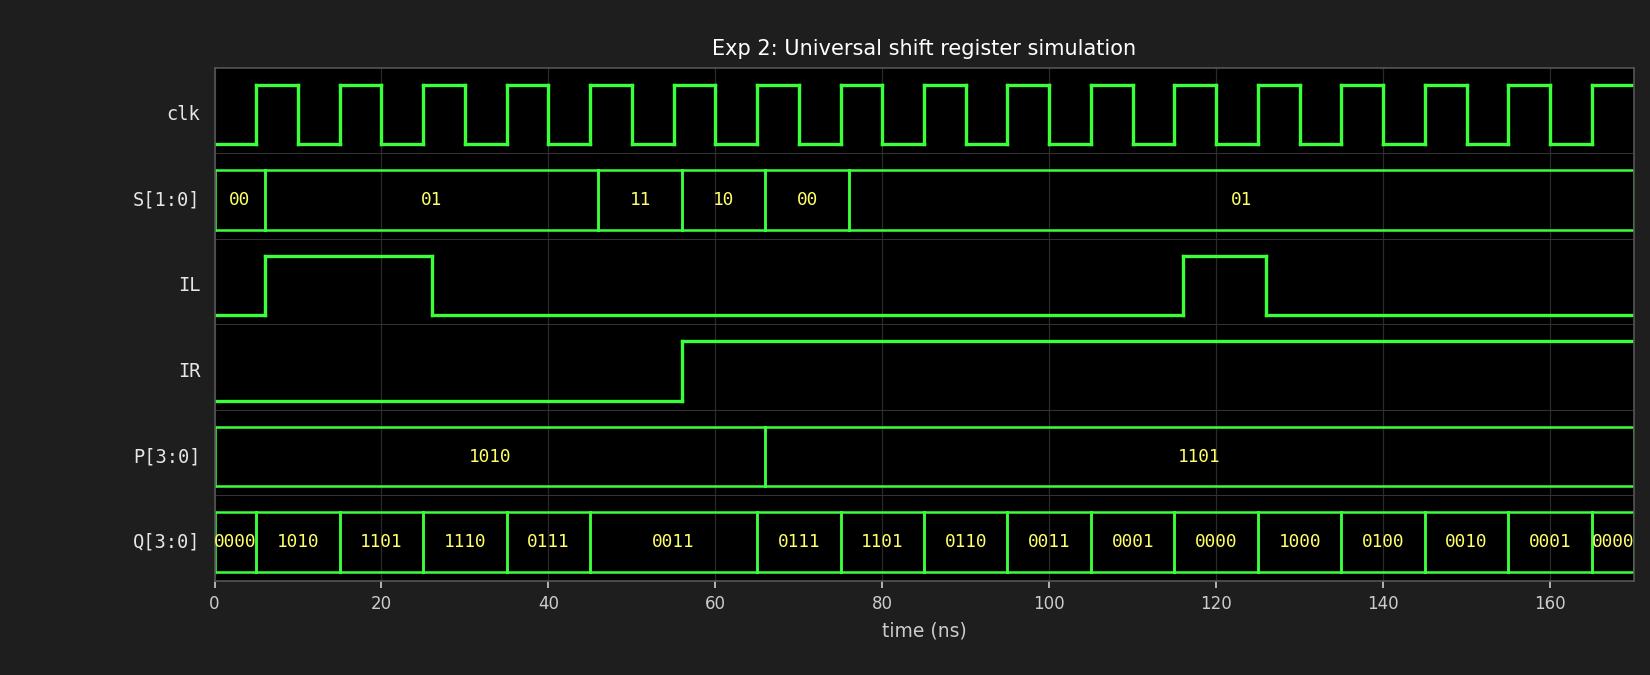 Exp 2: Universal shift register simulation
clk
S[1:0] 00 01 11 10 00 01
IL
IR
P[3:0] 1010 1101
Q[3:0] 0000 1010 1101 1110 0111 0011 0111 1101 0110 0011 0001 0000 1000 0100 0010 0001 0000
0 20 40 60 80 100 120 140 160
time (ns)